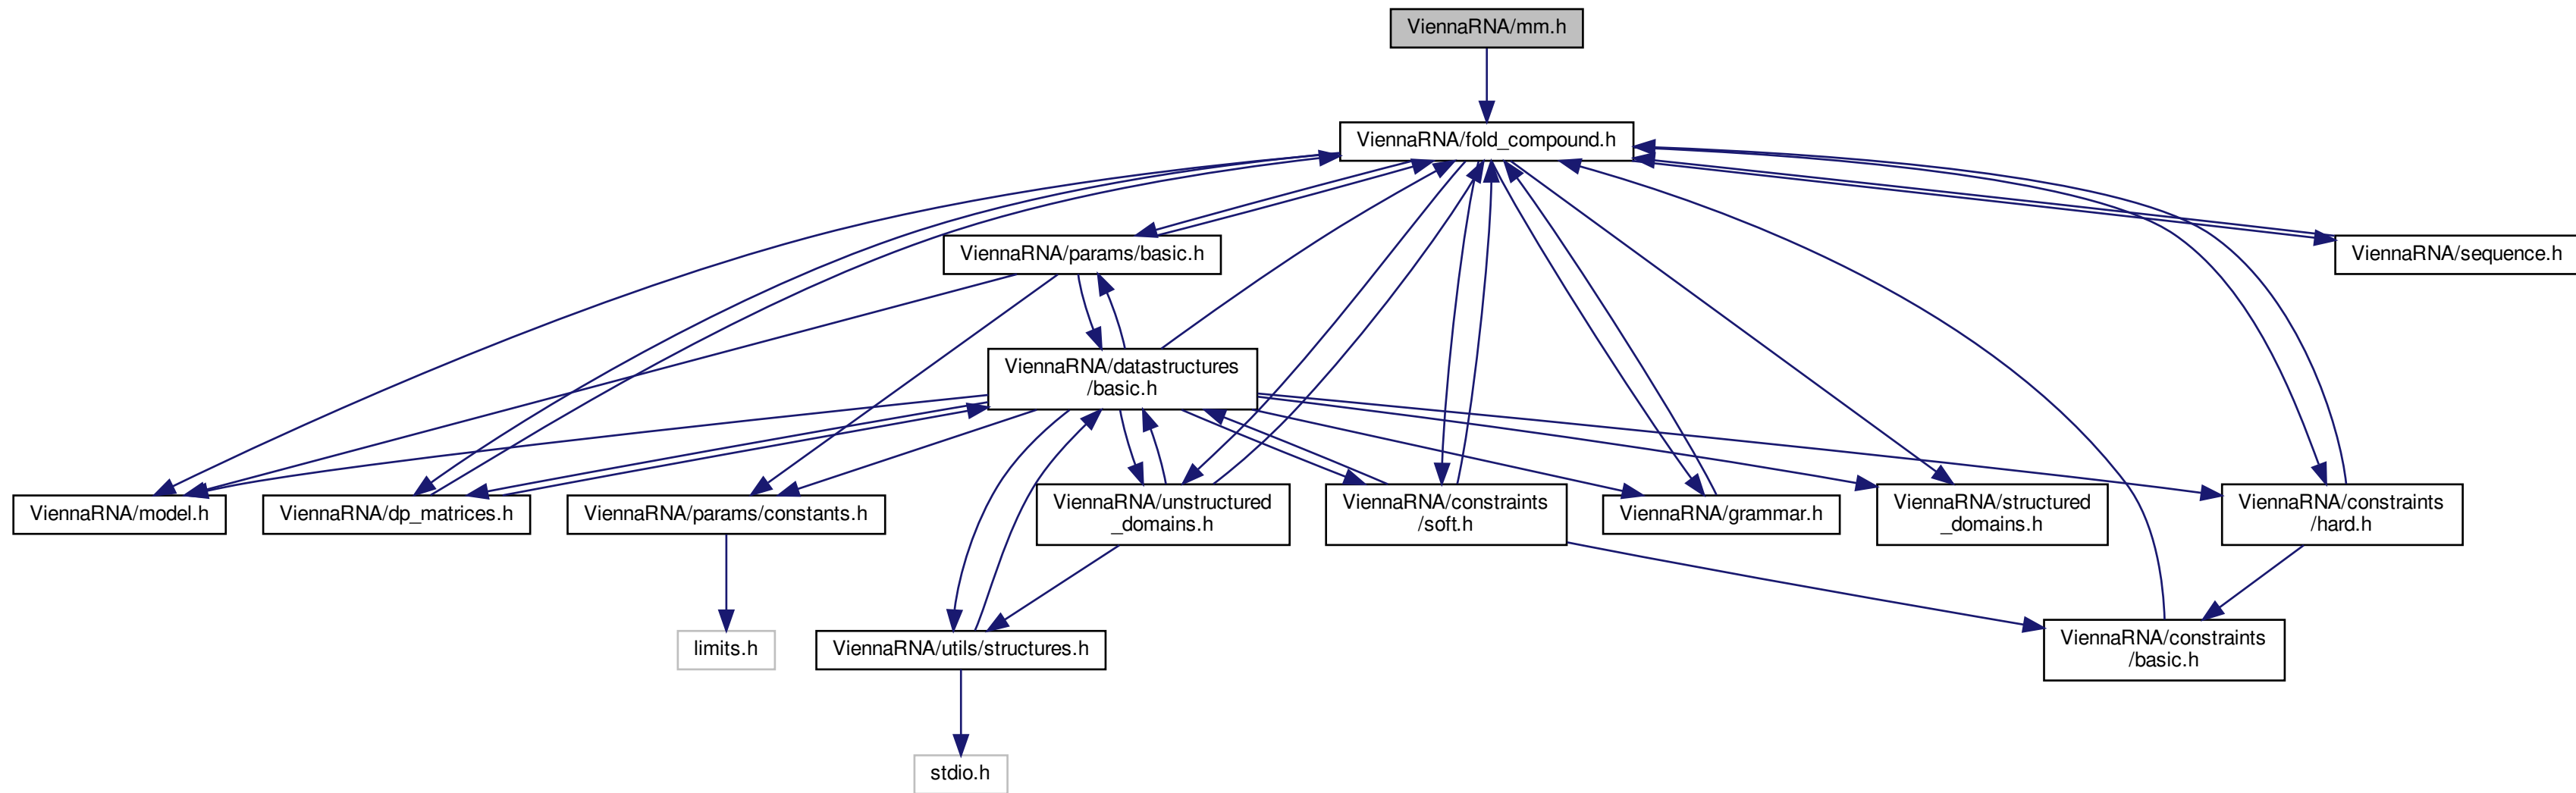 ViennaRNA/mm.h
ViennaRNA/fold_compound.h
ViennaRNA/params/basic.h
ViennaRNA/sequence.h
ViennaRNA/datastructures
/basic.h
ViennaRNA/model.h
ViennaRNA/dp_matrices.h
ViennaRNA/params/constants.h
ViennaRNA/unstructured
_domains.h
ViennaRNA/constraints
/soft.h
ViennaRNA/grammar.h
ViennaRNA/structured
_domains.h
ViennaRNA/constraints
/hard.h
limits.h
ViennaRNA/utils/structures.h
ViennaRNA/constraints
/basic.h
stdio.h